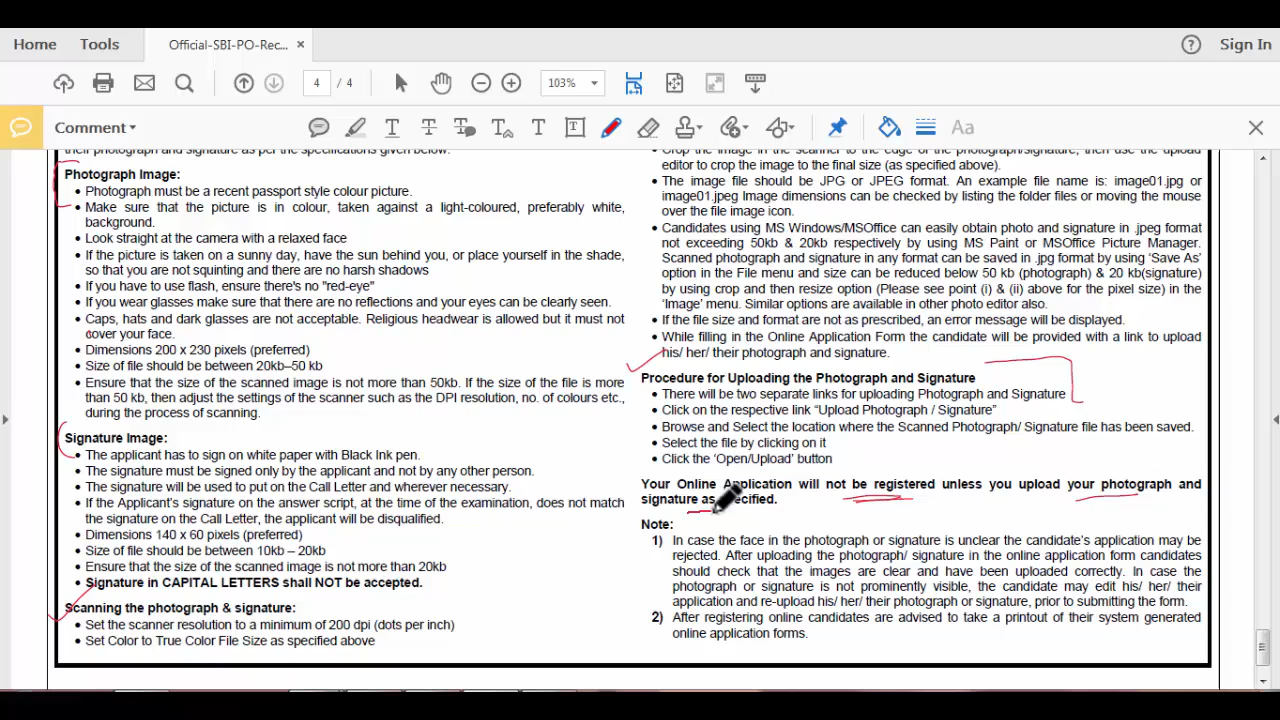 Home Tools Official-SBI-PO-Rec... × Sign In
4 / 4 103%
Comment
their photograph and signature as per the specifications given below.
Photograph Image:
• Photograph must be a recent passport style colour picture.
• Make sure that the picture is in colour, taken against a light-coloured, preferably white,
background.
• Look straight at the camera with a relaxed face
• If the picture is taken on a sunny day, have the sun behind you, or place yourself in the shade,
so that you are not squinting and there are no harsh shadows
• If you have to use flash, ensure there's no "red-eye"
• If you wear glasses make sure that there are no reflections and your eyes can be clearly seen.
• Caps, hats and dark glasses are not acceptable. Religious headwear is allowed but it must not
cover your face.
• Dimensions 200 x 230 pixels (preferred)
• Size of file should be between 20kb–50 kb
• Ensure that the size of the scanned image is not more than 50kb. If the size of the file is more
than 50 kb, then adjust the settings of the scanner such as the DPI resolution, no. of colours etc.,
during the process of scanning.
Signature Image:
• The applicant has to sign on white paper with Black Ink pen.
• The signature must be signed only by the applicant and not by any other person.
• The signature will be used to put on the Call Letter and wherever necessary.
• If the Applicant's signature on the answer script, at the time of the examination, does not match
the signature on the Call Letter, the applicant will be disqualified.
• Dimensions 140 x 60 pixels (preferred)
• Size of file should be between 10kb – 20kb
• Ensure that the size of the scanned image is not more than 20kb
• Signature in CAPITAL LETTERS shall NOT be accepted.
Scanning the photograph & signature:
• Set the scanner resolution to a minimum of 200 dpi (dots per inch)
• Set Color to True Color File Size as specified above
• Crop the image in the scanner to the edge of the photograph/signature, then use the upload
editor to crop the image to the final size (as specified above).
• The image file should be JPG or JPEG format. An example file name is: image01.jpg or
image01.jpeg Image dimensions can be checked by listing the folder files or moving the mouse
over the file image icon.
• Candidates using MS Windows/MSOffice can easily obtain photo and signature in .jpeg format
not exceeding 50kb & 20kb respectively by using MS Paint or MSOffice Picture Manager.
Scanned photograph and signature in any format can be saved in .jpg format by using 'Save As'
option in the File menu and size can be reduced below 50 kb (photograph) & 20 kb(signature)
by using crop and then resize option (Please see point (i) & (ii) above for the pixel size) in the
'Image' menu. Similar options are available in other photo editor also.
• If the file size and format are not as prescribed, an error message will be displayed.
• While filling in the Online Application Form the candidate will be provided with a link to upload
his/ her/ their photograph and signature.
Procedure for Uploading the Photograph and Signature
• There will be two separate links for uploading Photograph and Signature
• Click on the respective link "Upload Photograph / Signature"
• Browse and Select the location where the Scanned Photograph/ Signature file has been saved.
• Select the file by clicking on it
• Click the 'Open/Upload' button
Your Online Application will not be registered unless you upload your photograph and
signature as specified.
Note:
1) In case the face in the photograph or signature is unclear the candidate's application may be
rejected. After uploading the photograph/ signature in the online application form candidates
should check that the images are clear and have been uploaded correctly. In case the
photograph or signature is not prominently visible, the candidate may edit his/ her/ their
application and re-upload his/ her/ their photograph or signature, prior to submitting the form.
2) After registering online candidates are advised to take a printout of their system generated
online application forms.